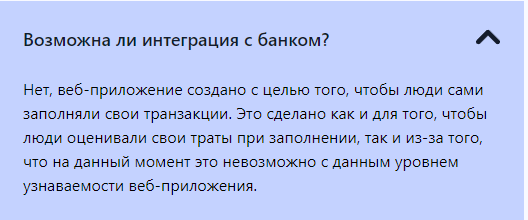 Возможна ли интеграция с банком?
Нет, веб-приложение создано с целью того, чтобы люди сами
заполняли свои транзакции. Это сделано как и для того, чтобы
люди оценивали свои траты при заполнении, так и из-за того,
что на данный момент это невозможно с данным уровнем
узнаваемости веб-приложения.